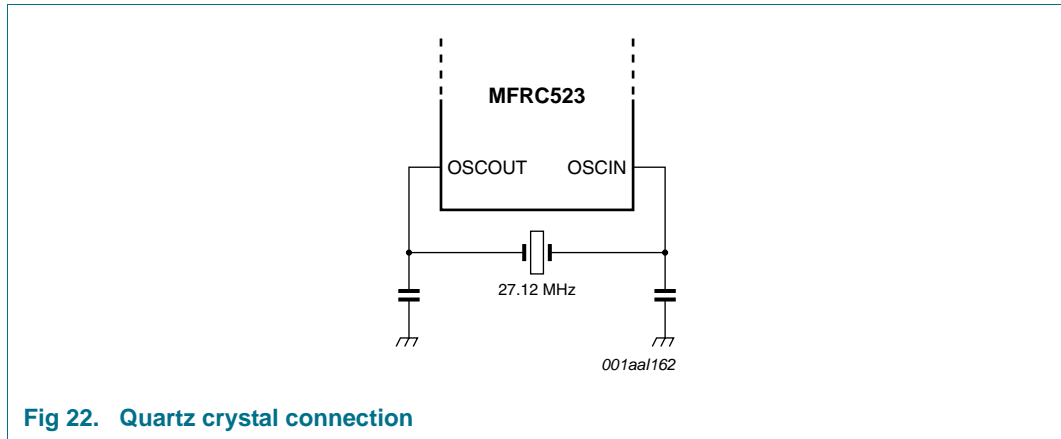 MFRC523
OSCOUT OSCIN
27.12 MHz
001aal162
Fig 22. Quartz crystal connection